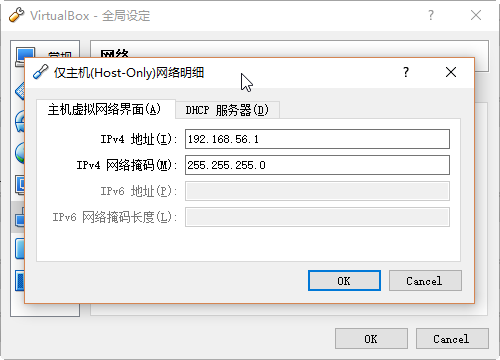 VirtualBox - 全局设定
常规
网络
仅主机(Host-Only)网络明细
主机虚拟网络界面(A)
DHCP 服务器(D)
IPv4 地址(I): 192.168.56.1
IPv4 网络掩码(M): 255.255.255.0
IPv6 地址(P):
IPv6 网络掩码长度(L):
OK
Cancel
OK
Cancel